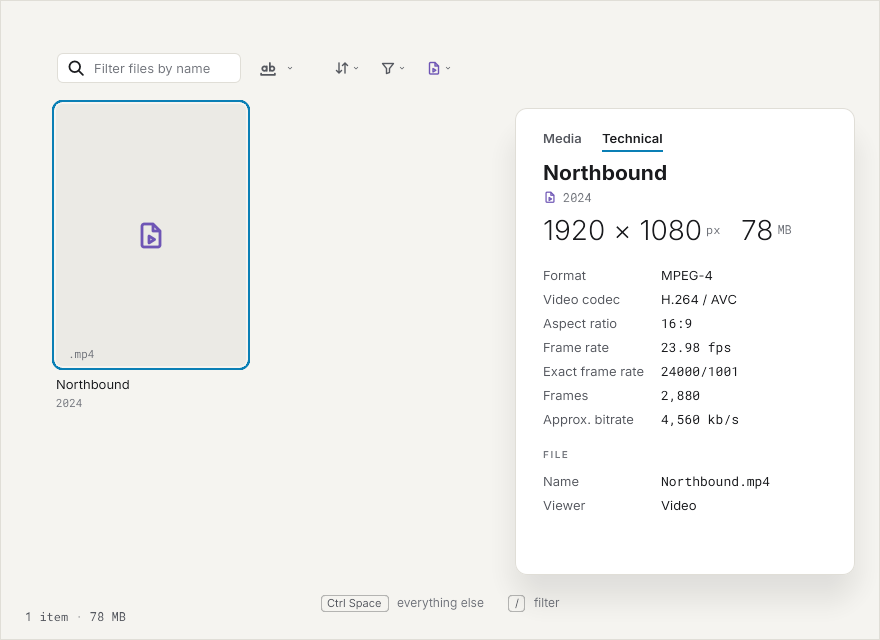 Filter files by name
ab
.mp4
Northbound
2024
Media Technical
Northbound
2024
1920 × 1080 px 78 MB
Format MPEG-4
Video codec H.264 / AVC
Aspect ratio 16:9
Frame rate 23.98 fps
Exact frame rate 24000/1001
Frames 2,880
Approx. bitrate 4,560 kb/s
FILE
Name Northbound.mp4
Viewer Video
Ctrl Space everything else / filter
1 item · 78 MB